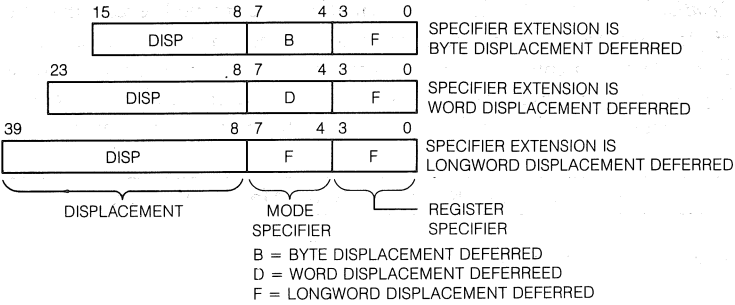 15 8 7 4 3 0
DISP B F
SPECIFIER EXTENSION IS
BYTE DISPLACEMENT DEFERRED
23 8 7 4 3 0
DISP D F
SPECIFIER EXTENSION IS
WORD DISPLACEMENT DEFERRED
39 8 7 4 3 0
DISP F F
SPECIFIER EXTENSION IS
LONGWORD DISPLACEMENT DEFERRED
DISPLACEMENT
MODE
SPECIFIER
REGISTER
SPECIFIER
B = BYTE DISPLACEMENT DEFERRED
D = WORD DISPLACEMENT DEFERREED
F = LONGWORD DISPLACEMENT DEFERRED